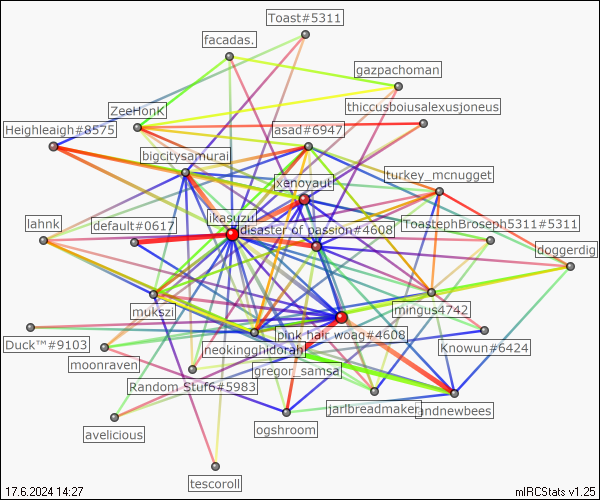 Toast#5311
facadas.
gazpachoman
thiccusboiusalexusjoneus
ZeeHonK
Heighleaigh#8575
asad#6947
bigcitysamurai
xenoyaut
turkey_mcnugget
jkasuzu
lahnk
default#0617
disaster of passion#4608
ToastephBroseph5311#5311
doggerdig
mukszi
mingus4742
pink hair woag#4608
Duck™#9103
neokingghidorah
Knowun#6424
moonraven
gregor_samsa
Random Stuf6#5983
jarlbreadmaker
andnewbees
ogshroom
avelicious
tescoroll
17.6.2024 14:27
mIRCStats v1.25